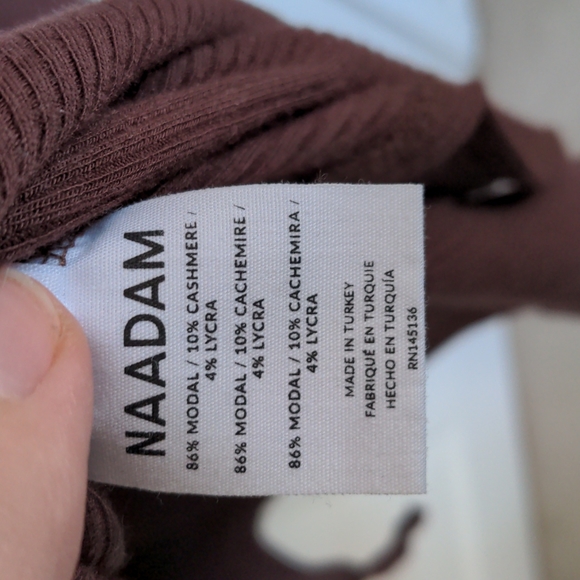 NAADAM
86% MODAL / 10% CASHMERE /
4% LYCRA
86% MODAL / 10% CACHEMIRE /
4% LYCRA
86% MODAL / 10% CACHEMIRA /
4% LYCRA
MADE IN TURKEY
FABRIQUÉ EN TURQUIE
HECHO EN TURQUÍA
RN145136